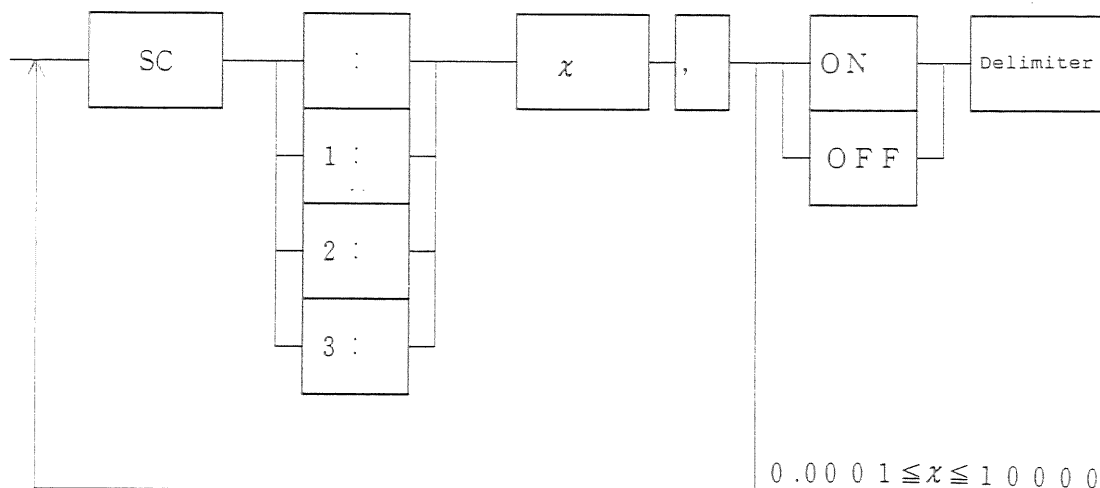 SC : x , ON Delimiter
1: OFF
2:
3:
0.0001≦x≦10000